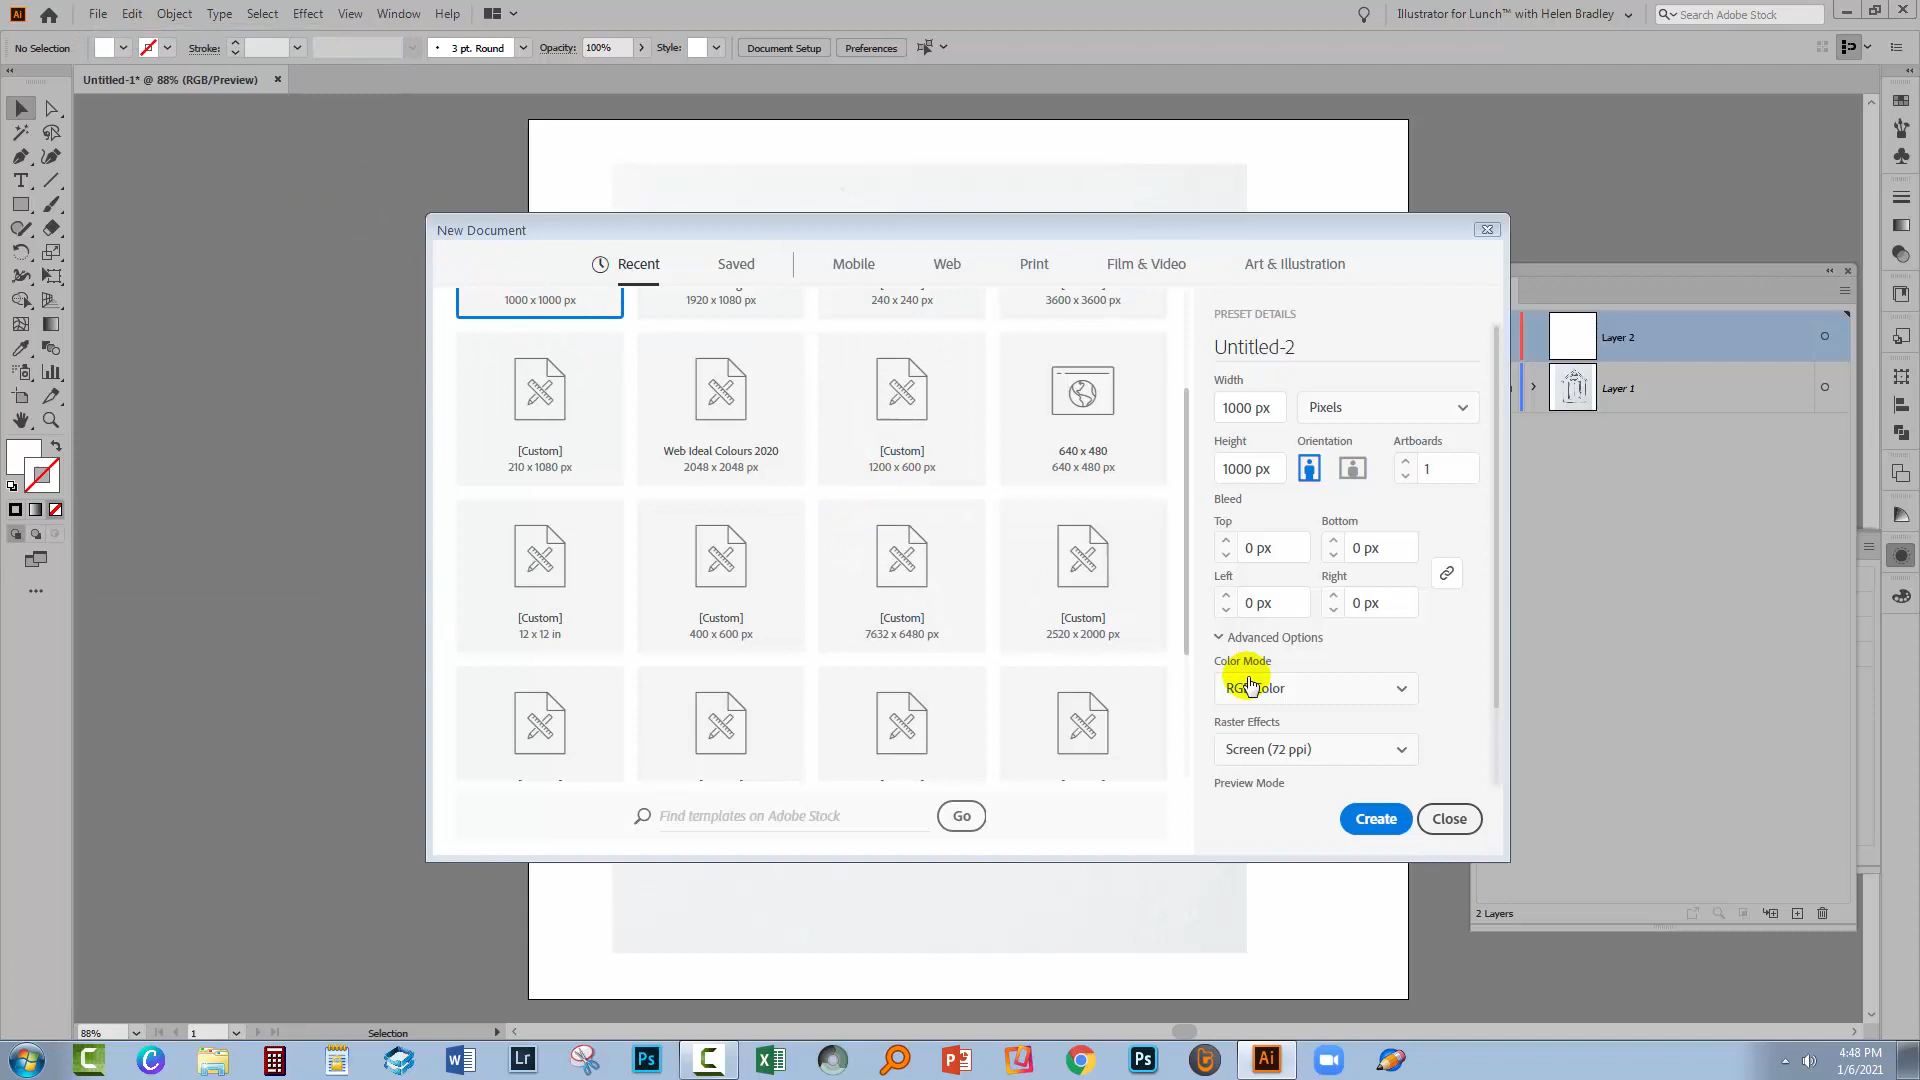 Ai File Edit Object Type Select Effect View Window Help Illustrator for Lunch™ with Helen Bradley Search Adobe Stock
No Selection Stroke: 3 pt. Round Opacity: 100% Style: Document Setup Preferences
Untitled-1* @ 88% (RGB/Preview)
New Document
Recent Saved Mobile Web Print Film & Video Art & Illustration
1000 x 1000 px 1920 x 1080 px 240 x 240 px 3600 x 3600 px
[Custom] Web Ideal Colours 2020 [Custom] 640 x 480
210 x 1080 px 2048 x 2048 px 1200 x 600 px 640 x 480 px
[Custom] [Custom] [Custom] [Custom]
12 x 12 in 400 x 600 px 7632 x 6480 px 2520 x 2000 px
Find templates on Adobe Stock Go
PRESET DETAILS
Untitled-2
Width
1000 px Pixels
Height Orientation Artboards
1000 px 1
Bleed
Top Bottom
0 px 0 px
Left Right
0 px 0 px
Advanced Options
Color Mode
RGB Color
Raster Effects
Screen (72 ppi)
Preview Mode
Create Close
Layer 2
Layer 1
2 Layers
88% 1 Selection
W Lr Ps Ps Ai
4:48 PM
1/6/2021